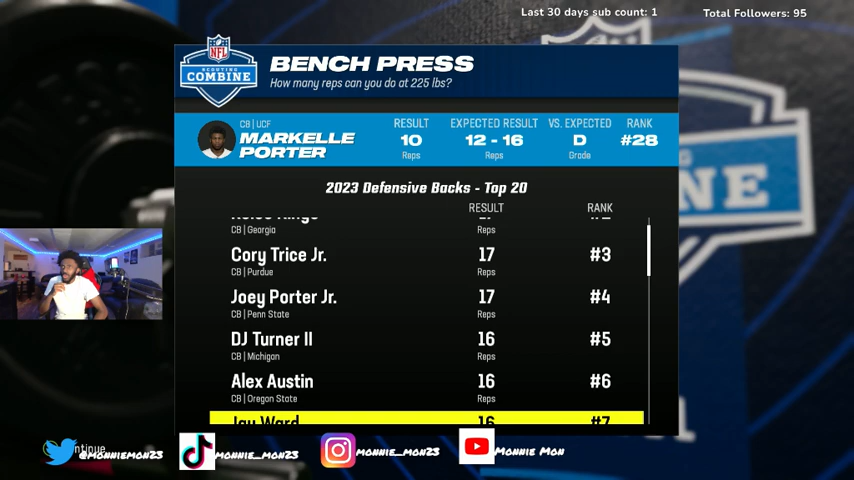 Last 30 days sub count: 1
Total Followers: 95
NFL
SCOUTING
COMBINE
BENCH PRESS
How many reps can you do at 225 lbs?
CB | UCF
MARKELLE
PORTER
RESULT
10
Reps
EXPECTED RESULT
12 - 16
Reps
VS. EXPECTED
D
Grade
RANK
#28
2023 Defensive Backs - Top 20
RESULT RANK
CB | Georgia Reps
Cory Trice Jr. 17 #3
CB | Purdue Reps
Joey Porter Jr. 17 #4
CB | Penn State Reps
DJ Turner II 16 #5
CB | Michigan Reps
Alex Austin 16 #6
CB | Oregon State Reps
Jay Ward 16 #7
@monniemon23
monnie_mon23
monnie_mon23
Monnie Mon